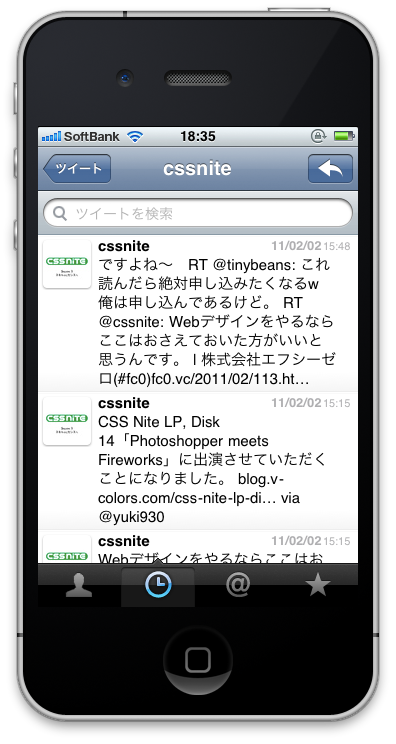 SoftBank 18:35
ツイート cssnite
ツイートを検索
cssnite 11/02/02 15:48
CSSNITE
ですよね〜　RT @tinybeans: これ
読んだら絶対申し込みたくなるw
俺は申し込んであるけど。 RT
@cssnite: Webデザインをやるなら
ここはおさえておいた方がいいと
思うんです。 l 株式会社エフシーゼ
ロ(#fc0)fc0.vc/2011/02/113.ht…
cssnite 11/02/02 15:15
CSSNITE
CSS Nite LP, Disk
14「Photoshopper meets
Fireworks」に出演させていただく
ことになりました。 blog.v-
colors.com/css-nite-lp-di… via
@yuki930
cssnite 11/02/02 15:15
CSSNITE
Webデザインをやるならここはお
@